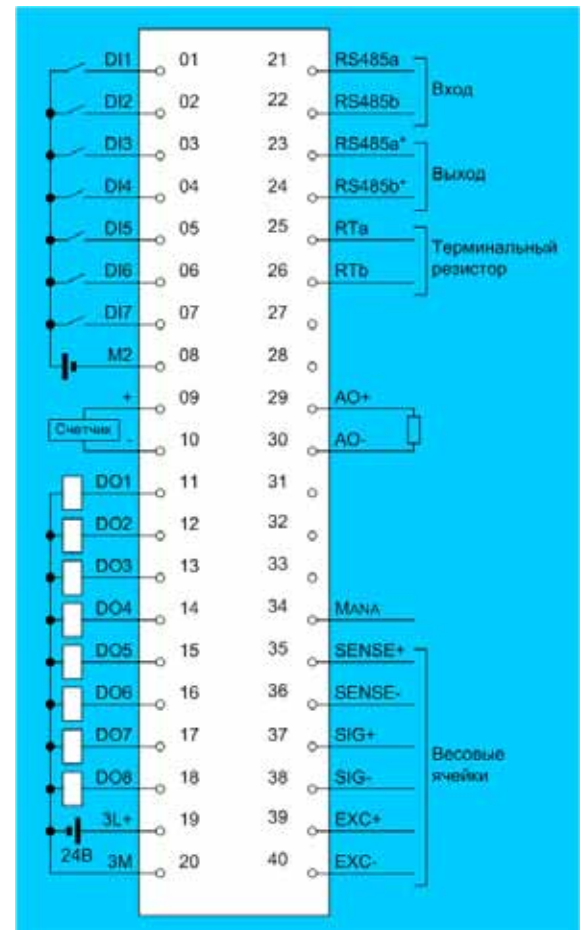 DI1 01 21 RS485a
Вход
DI2 02 22 RS485b
DI3 03 23 RS485a*
Выход
DI4 04 24 RS485b*
DI5 05 25 RTa
Терминальный
резистор
DI6 06 26 RTb
DI7 07 27
M2 08 28
+ 09 29 AO+
Счетчик
- 10 30 AO-
DO1 11 31
DO2 12 32
DO3 13 33
DO4 14 34 MANA
DO5 15 35 SENSE+
DO6 16 36 SENSE-
DO7 17 37 SIG+
Весовые
ячейки
DO8 18 38 SIG-
3L+ 19 39 EXC+
24В
3M 20 40 EXC-